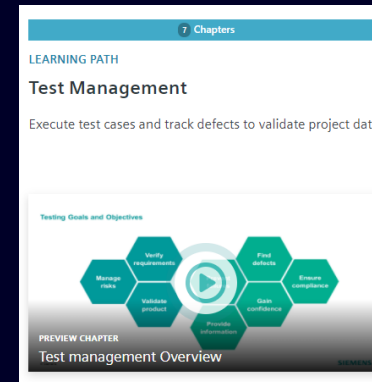 7 Chapters
LEARNING PATH
Test Management
Execute test cases and track defects to validate project dat
Testing Goals and Objectives
Verify
requirements
Find
defects
Manage
risks
Ensure
compliance
Validate
product
Gain
confidence
Provide
information
PREVIEW CHAPTER
Test management Overview
SIEMENS